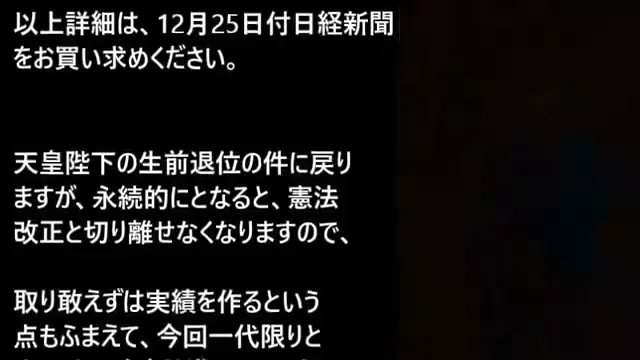 以上詳細は、12月25日付日経新聞
をお買い求めください。
天皇陛下の生前退位の件に戻り
ますが、永続的にとなると、憲法
改正と切り離せなくなりますので、
取り敢えずは実績を作るという
点もふまえて、今回一代限りと